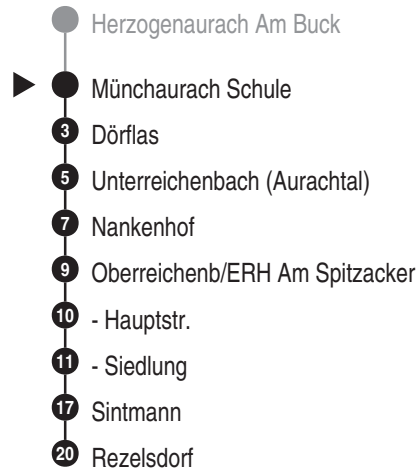 Herzogenaurach Am Buck
Münchaurach Schule
3 Dörflas
5 Unterreichenbach (Aurachtal)
7 Nankenhof
9 Oberreichenb/ERH Am Spitzacker
10 - Hauptstr.
11 - Siedlung
17 Sintmann
20 Rezelsdorf